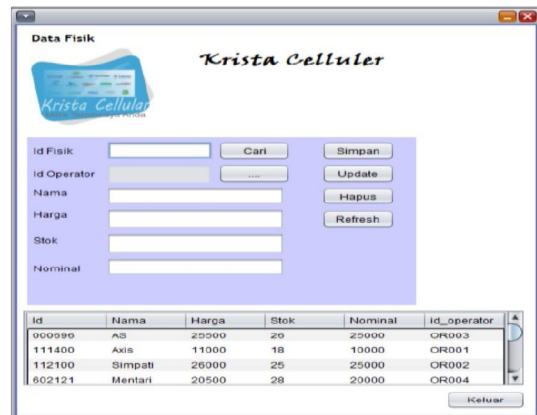 Data Fisik
Krista Celluler
Krista Cellular
Id Fisik Cari Simpan
Id Operator .... Update
Nama Hapus
Harga Refresh
Stok
Nominal
Id Nama Harga Stok Nominal id_operator
AS 25500 26 25000 OR003
111400 Axis 11000 18 10000 OR001
112100 Simpati 26000 25 25000 OR002
602121 Mentari 20500 28 20000 OR004
Keluar